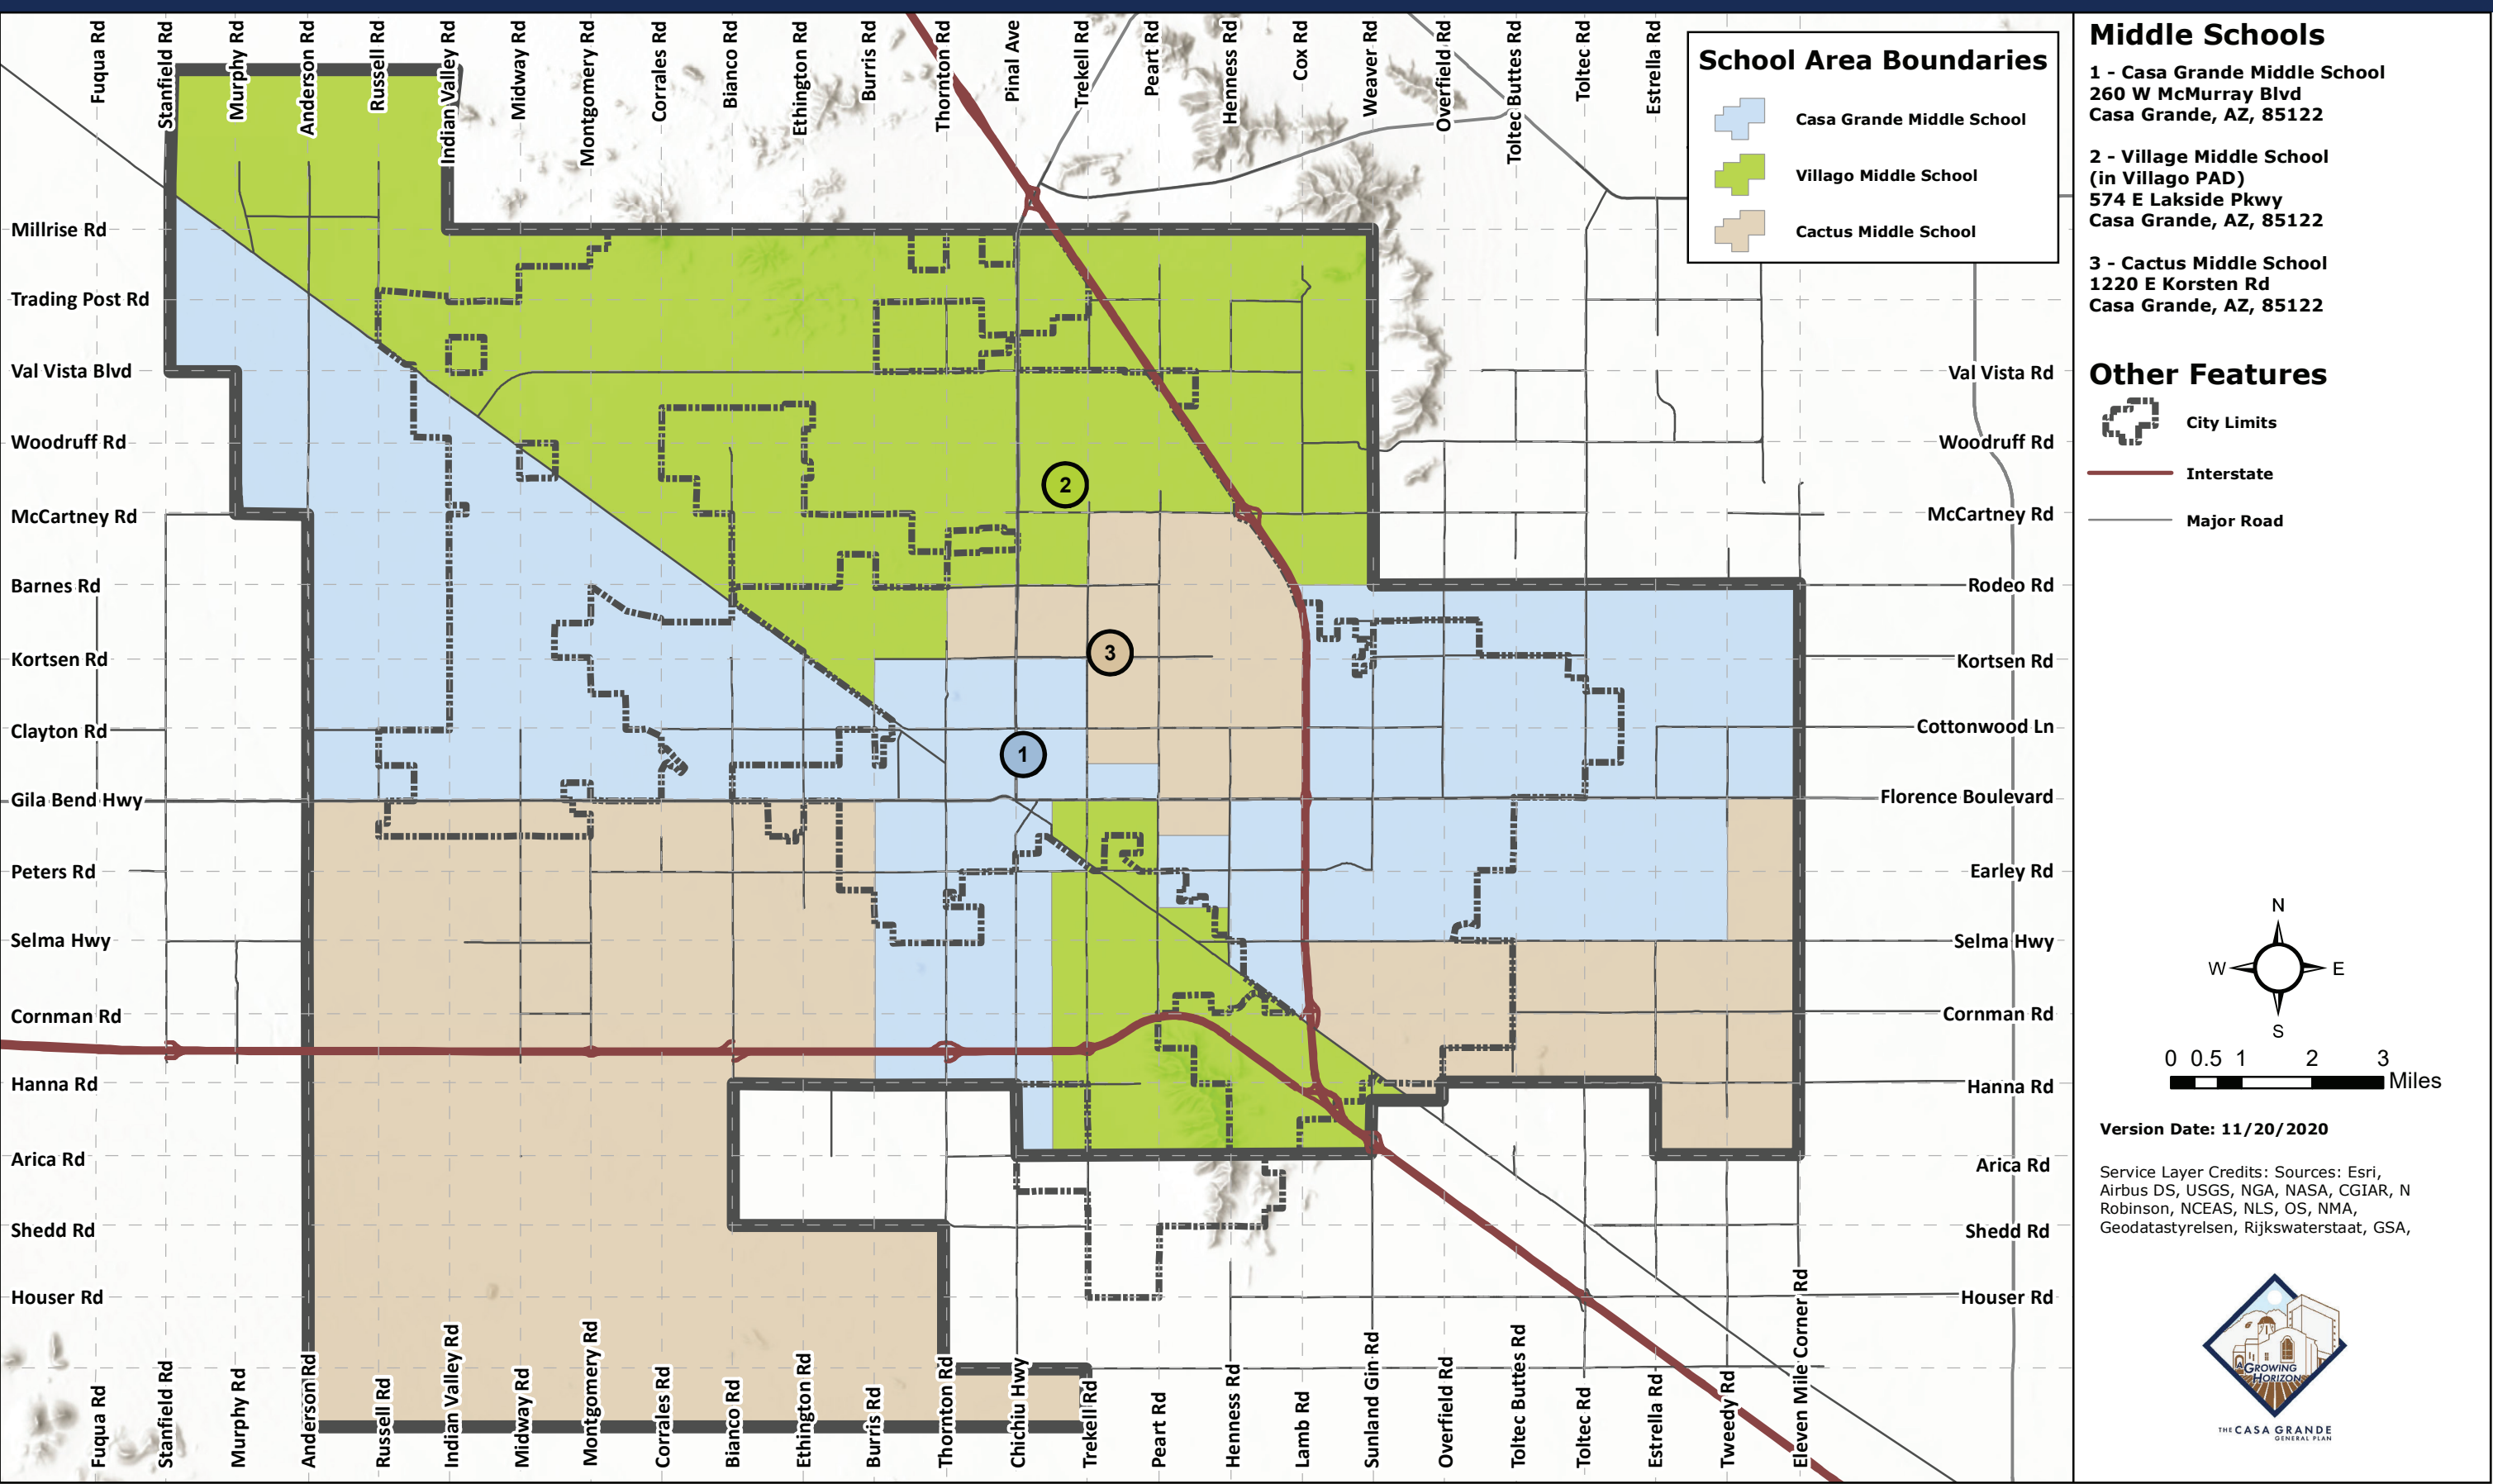 Fuqua Rd
Stanfield Rd
Murphy Rd
Anderson Rd
Russell Rd
Indian Valley Rd
Midway Rd
Montgomery Rd
Corrales Rd
Bianco Rd
Ethington Rd
Burris Rd
Thornton Rd
Pinal Ave
Trekell Rd
Peart Rd
Henness Rd
Cox Rd
Weaver Rd
Overfield Rd
Toltec Buttes Rd
Toltec Rd
Estrella Rd
School Area Boundaries
Casa Grande Middle School
Villago Middle School
Cactus Middle School
Millrise Rd
Trading Post Rd
Val Vista Blvd
Woodruff Rd
McCartney Rd
Barnes Rd
Kortsen Rd
Clayton Rd
Gila Bend Hwy
Peters Rd
Selma Hwy
Cornman Rd
Hanna Rd
Arica Rd
Shedd Rd
Houser Rd
2
3
1
Val Vista Rd
Woodruff Rd
McCartney Rd
Rodeo Rd
Kortsen Rd
Cottonwood Ln
Florence Boulevard
Earley Rd
Selma Hwy
Cornman Rd
Hanna Rd
Arica Rd
Shedd Rd
Houser Rd
Fuqua Rd
Stanfield Rd
Murphy Rd
Anderson Rd
Russell Rd
Indian Valley Rd
Midway Rd
Montgomery Rd
Corrales Rd
Bianco Rd
Ethington Rd
Burris Rd
Thornton Rd
Chichiu Hwy
Trekell Rd
Peart Rd
Henness Rd
Lamb Rd
Sunland Gin Rd
Overfield Rd
Toltec Buttes Rd
Toltec Rd
Estrella Rd
Tweedy Rd
Eleven Mile Corner Rd
Middle Schools
1 - Casa Grande Middle School
260 W McMurray Blvd
Casa Grande, AZ, 85122
2 - Village Middle School
(in Villago PAD)
574 E Lakside Pkwy
Casa Grande, AZ, 85122
3 - Cactus Middle School
1220 E Korsten Rd
Casa Grande, AZ, 85122
Other Features
City Limits
Interstate
Major Road
N
W
E
S
0 0.5 1 2 3
Miles
Version Date: 11/20/2020
Service Layer Credits: Sources: Esri,
Airbus DS, USGS, NGA, NASA, CGIAR, N
Robinson, NCEAS, NLS, OS, NMA,
Geodatastyrelsen, Rijkswaterstaat, GSA,
A GROWING
HORIZON
THE CASA GRANDE
GENERAL PLAN